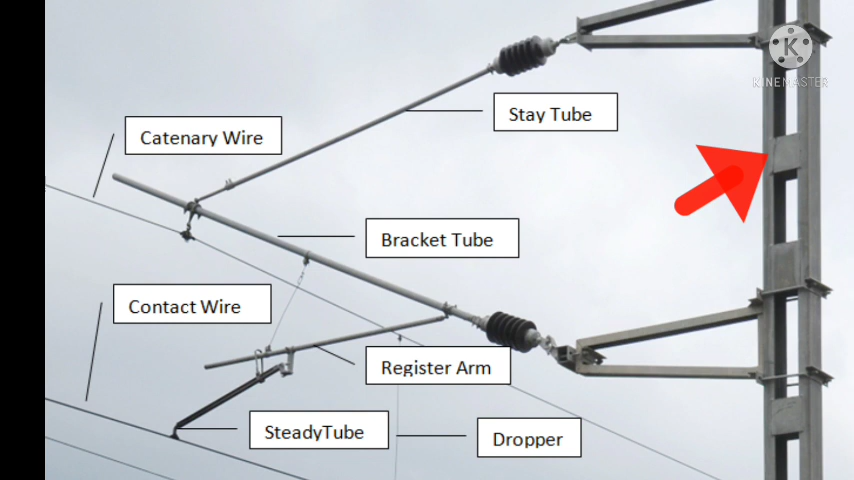 K
KINEMASTER
Stay Tube
Catenary Wire
Bracket Tube
Contact Wire
Register Arm
SteadyTube
Dropper